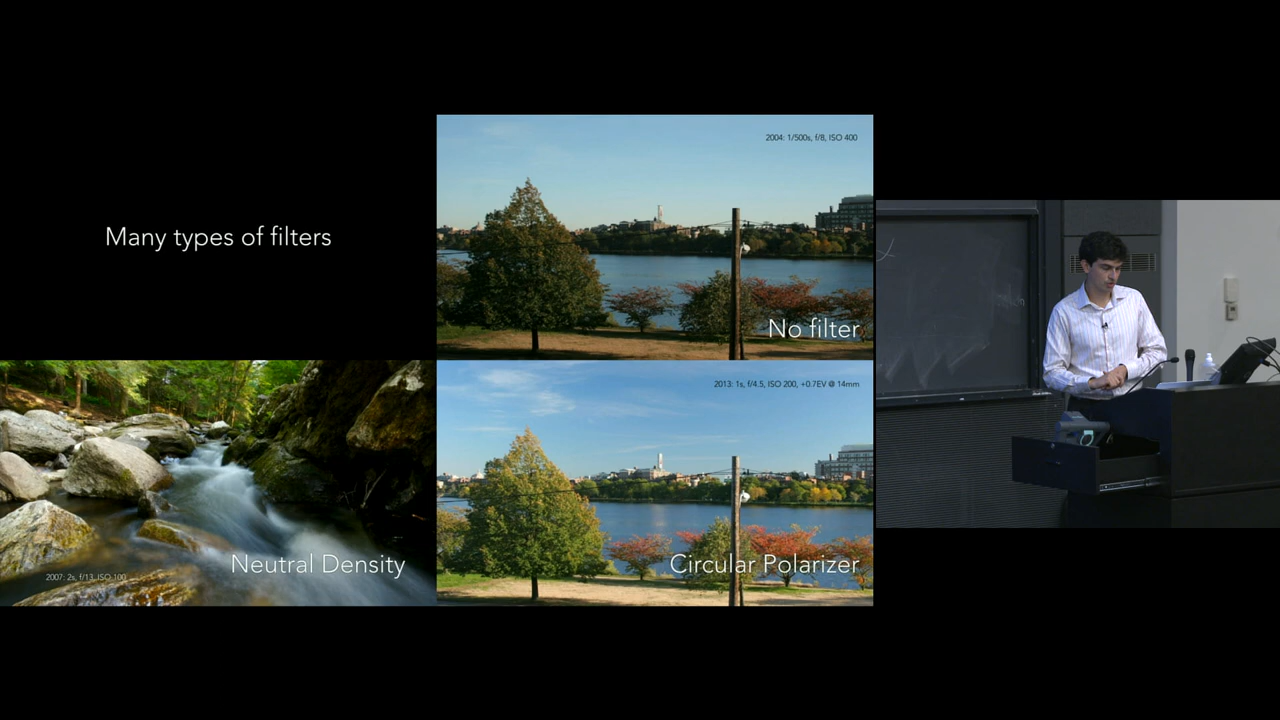 Many types of filters
2004: 1/500s, f/8, ISO 400
No filter
2007: 2s, f/13, ISO 100
Neutral Density
2013: 1s, f/4.5, ISO 200, +0.7EV @ 14mm
Circular Polarizer